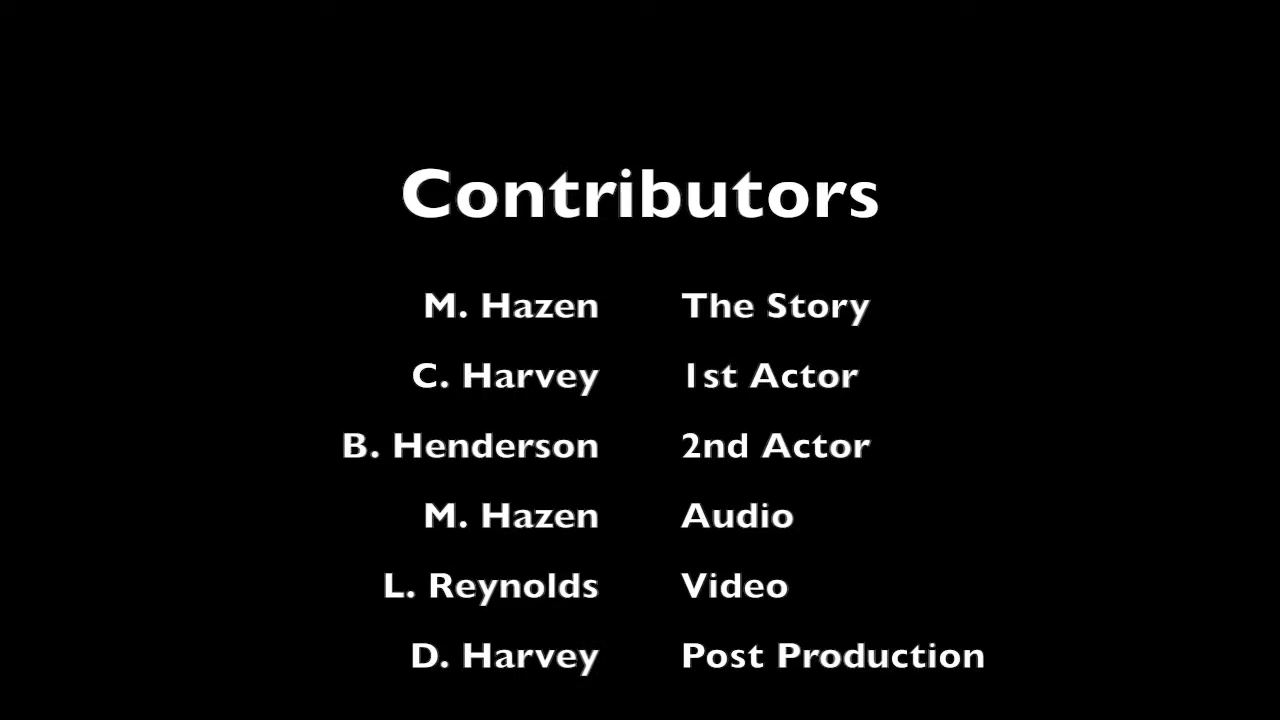 Contributors
M. Hazen The Story
C. Harvey 1st Actor
B. Henderson 2nd Actor
M. Hazen Audio
L. Reynolds Video
D. Harvey Post Production